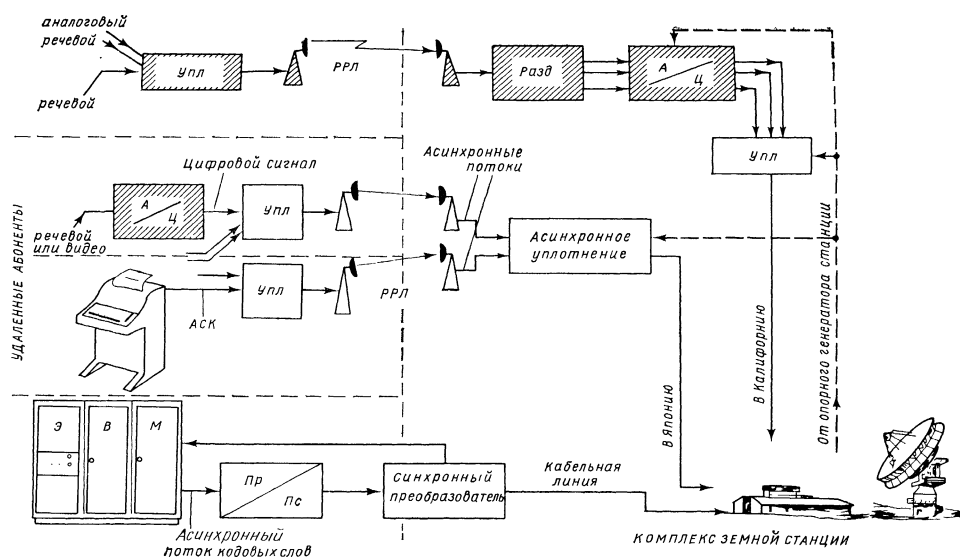 аналоговый
речевой
речевой
Упл
РРЛ
Разд
А
Ц
Упл
Цифровой сигнал
Асинхронные
потоки
А
Ц
Упл
речевой
или видео
Асинхронное
уплотнение
Упл
РРЛ
АСК
УДАЛЕННЫЕ АБОНЕНТЫ
В Японию
В Калифорнию
От опорного генератора станции
Э
В
М
Пр
Пс
Синхронный
преобразователь
Кабельная
линия
Асинхронный
поток кодовых слов
КОМПЛЕКС ЗЕМНОЙ СТАНЦИИ